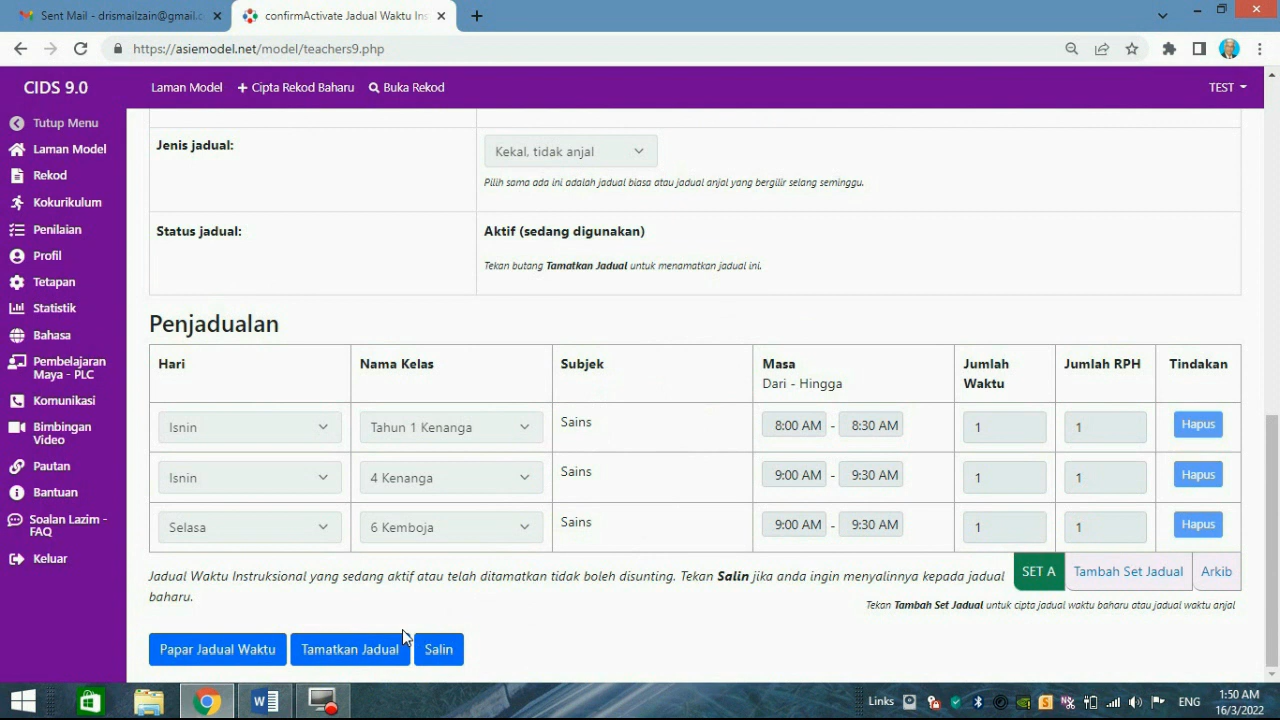 Sent Mail - drismailzain@gmail.c
confirmActivate Jadual Waktu Ins
https://asiemodel.net/model/teachers9.php
CIDS 9.0
Laman Model
Cipta Rekod Baharu
Buka Rekod
TEST
Tutup Menu
Laman Model
Rekod
Kokurikulum
Penilaian
Profil
Tetapan
Statistik
Bahasa
Pembelajaran
Maya - PLC
Komunikasi
Bimbingan
Video
Pautan
Bantuan
Soalan Lazim -
FAQ
Keluar
Jenis jadual:
Kekal, tidak anjal
Pilih sama ada ini adalah jadual biasa atau jadual anjal yang bergilir selang seminggu.
Status jadual:
Aktif (sedang digunakan)
Tekan butang Tamatkan Jadual untuk menamatkan jadual ini.
Penjadualan
Hari Nama Kelas Subjek Masa Jumlah Jumlah RPH Tindakan
Dari - Hingga Waktu
Isnin Tahun 1 Kenanga Sains 8:00 AM - 8:30 AM 1 1 Hapus
Isnin 4 Kenanga Sains 9:00 AM - 9:30 AM 1 1 Hapus
Selasa 6 Kemboja Sains 9:00 AM - 9:30 AM 1 1 Hapus
Jadual Waktu Instruksional yang sedang aktif atau telah ditamatkan tidak boleh disunting. Tekan Salin jika anda ingin menyalinnya kepada jadual
baharu.
SET A Tambah Set Jadual Arkib
Tekan Tambah Set Jadual untuk cipta jadual waktu baharu atau jadual waktu anjal
Papar Jadual Waktu Tamatkan Jadual Salin
Links ENG 1:50 AM
16/3/2022